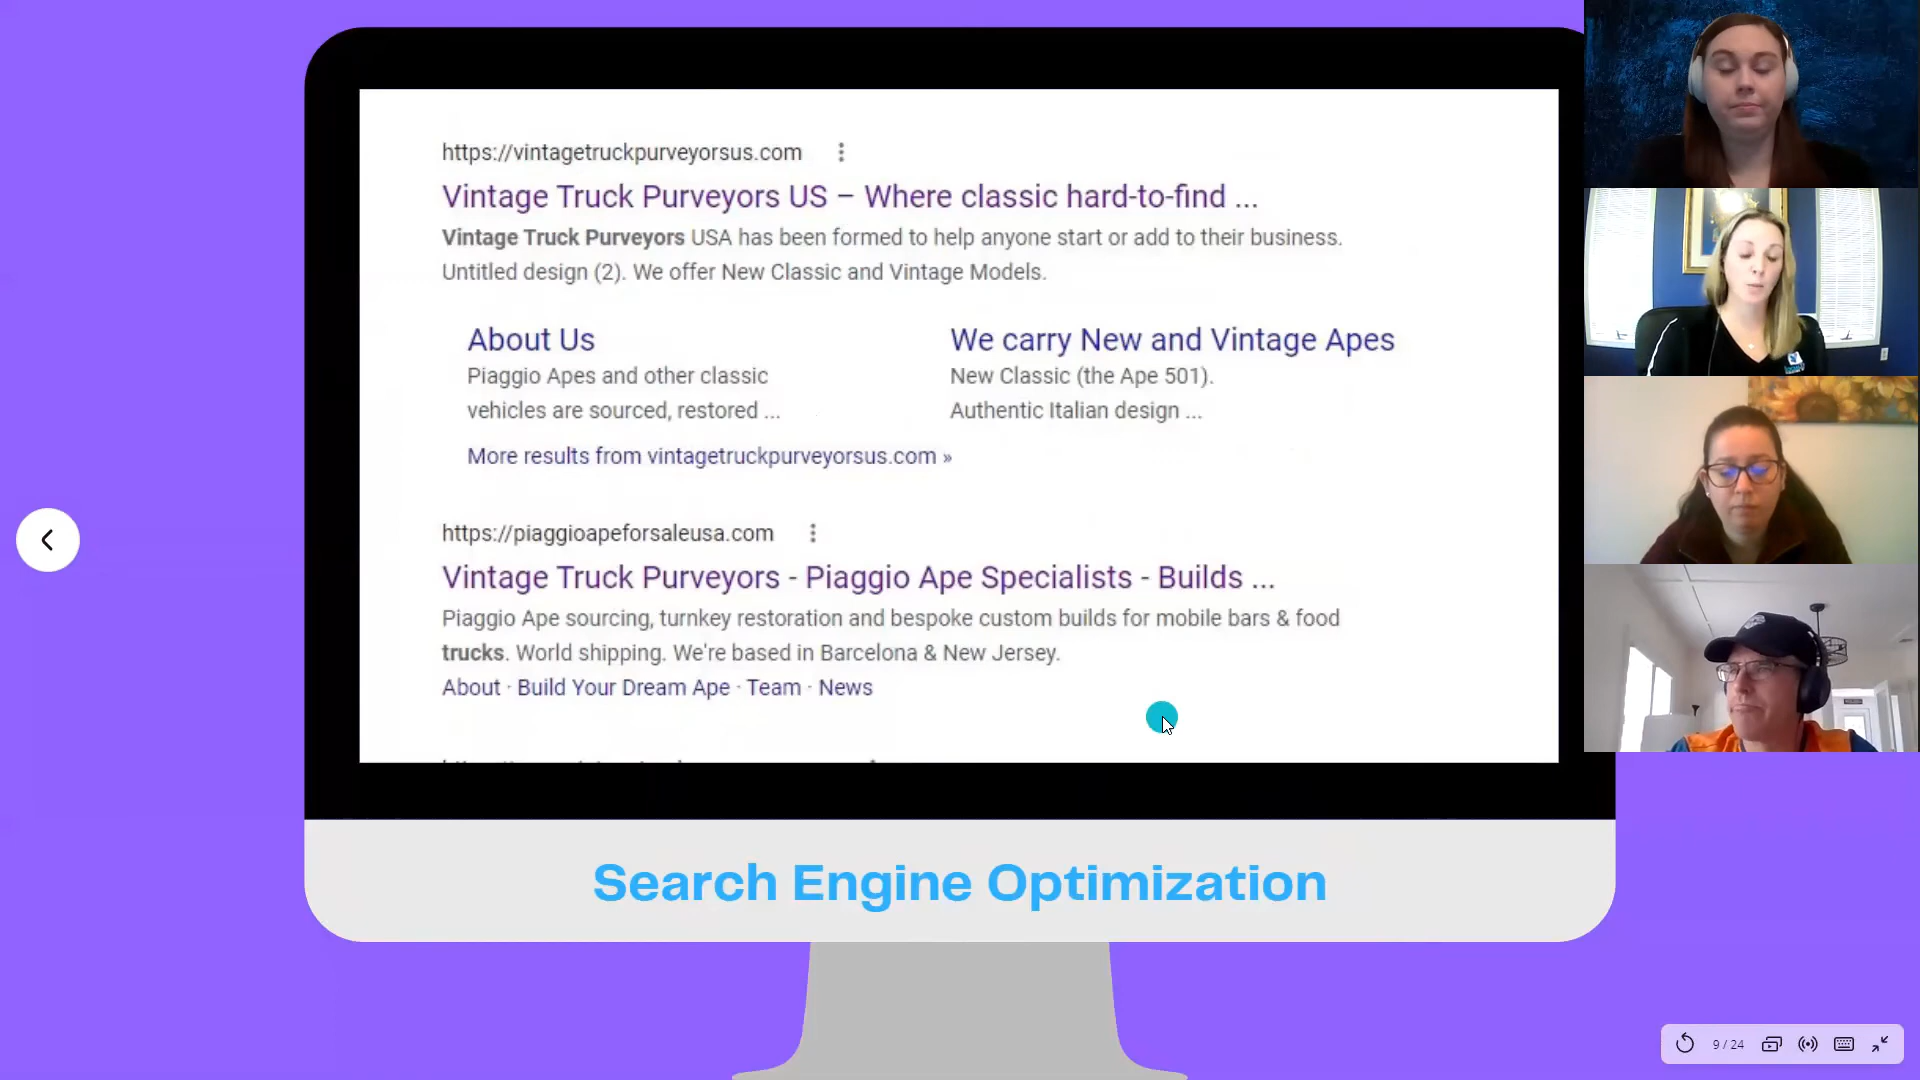 https://vintagetruckpurveyorsus.com
Vintage Truck Purveyors US – Where classic hard-to-find ...
Vintage Truck Purveyors USA has been formed to help anyone start or add to their business.
Untitled design (2). We offer New Classic and Vintage Models.
About Us
Piaggio Apes and other classic
vehicles are sourced, restored ...
We carry New and Vintage Apes
New Classic (the Ape 501).
Authentic Italian design ...
More results from vintagetruckpurveyorsus.com »
https://piaggioapeforsaleusa.com
Vintage Truck Purveyors - Piaggio Ape Specialists - Builds ...
Piaggio Ape sourcing, turnkey restoration and bespoke custom builds for mobile bars & food
trucks. World shipping. We're based in Barcelona & New Jersey.
About · Build Your Dream Ape · Team · News
Search Engine Optimization
9 / 24